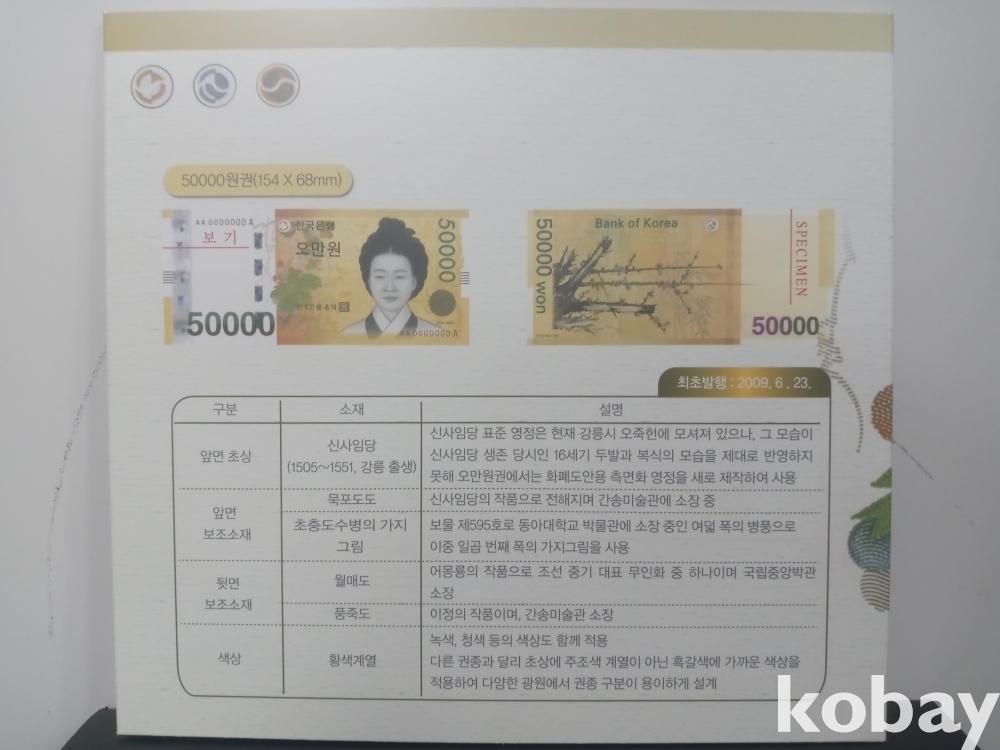 50000원권(154 X 68mm)
AA 0000000 A
보 기
한국은행
오만원
50000
한국은행 총재
AA 0000000 A
50000
Bank of Korea
50000 won
SPECIMEN
50000
최초발행 : 2009. 6. 23.
구분 소재 설명
앞면 초상
신사임당
(1505~1551, 강릉 출생)
신사임당 표준 영정은 현재 강릉시 오죽헌에 모셔져 있으나, 그 모습이
신사임당 생존 당시인 16세기 두발과 복식의 모습을 제대로 반영하지
못해 오만원권에서는 화폐도안용 측면화 영정을 새로 제작하여 사용
앞면
보조소재
묵포도도
신사임당의 작품으로 전해지며 간송미술관에 소장 중
초충도수병의 가지
그림
보물 제595호로 동아대학교 박물관에 소장 중인 여덟 폭의 병풍으로
이중 일곱 번째 폭의 가지그림을 사용
뒷면
보조소재
월매도
어몽룡의 작품으로 조선 중기 대표 무인화 중 하나이며 국립중앙박관
소장
풍죽도
이정의 작품이며, 간송미술관 소장
색상
황색계열
녹색, 청색 등의 색상도 함께 적용
다른 권종과 달리 초상에 주조색 계열이 아닌 흑갈색에 가까운 색상을
적용하여 다양한 광원에서 권종 구분이 용이하게 설계
kobay